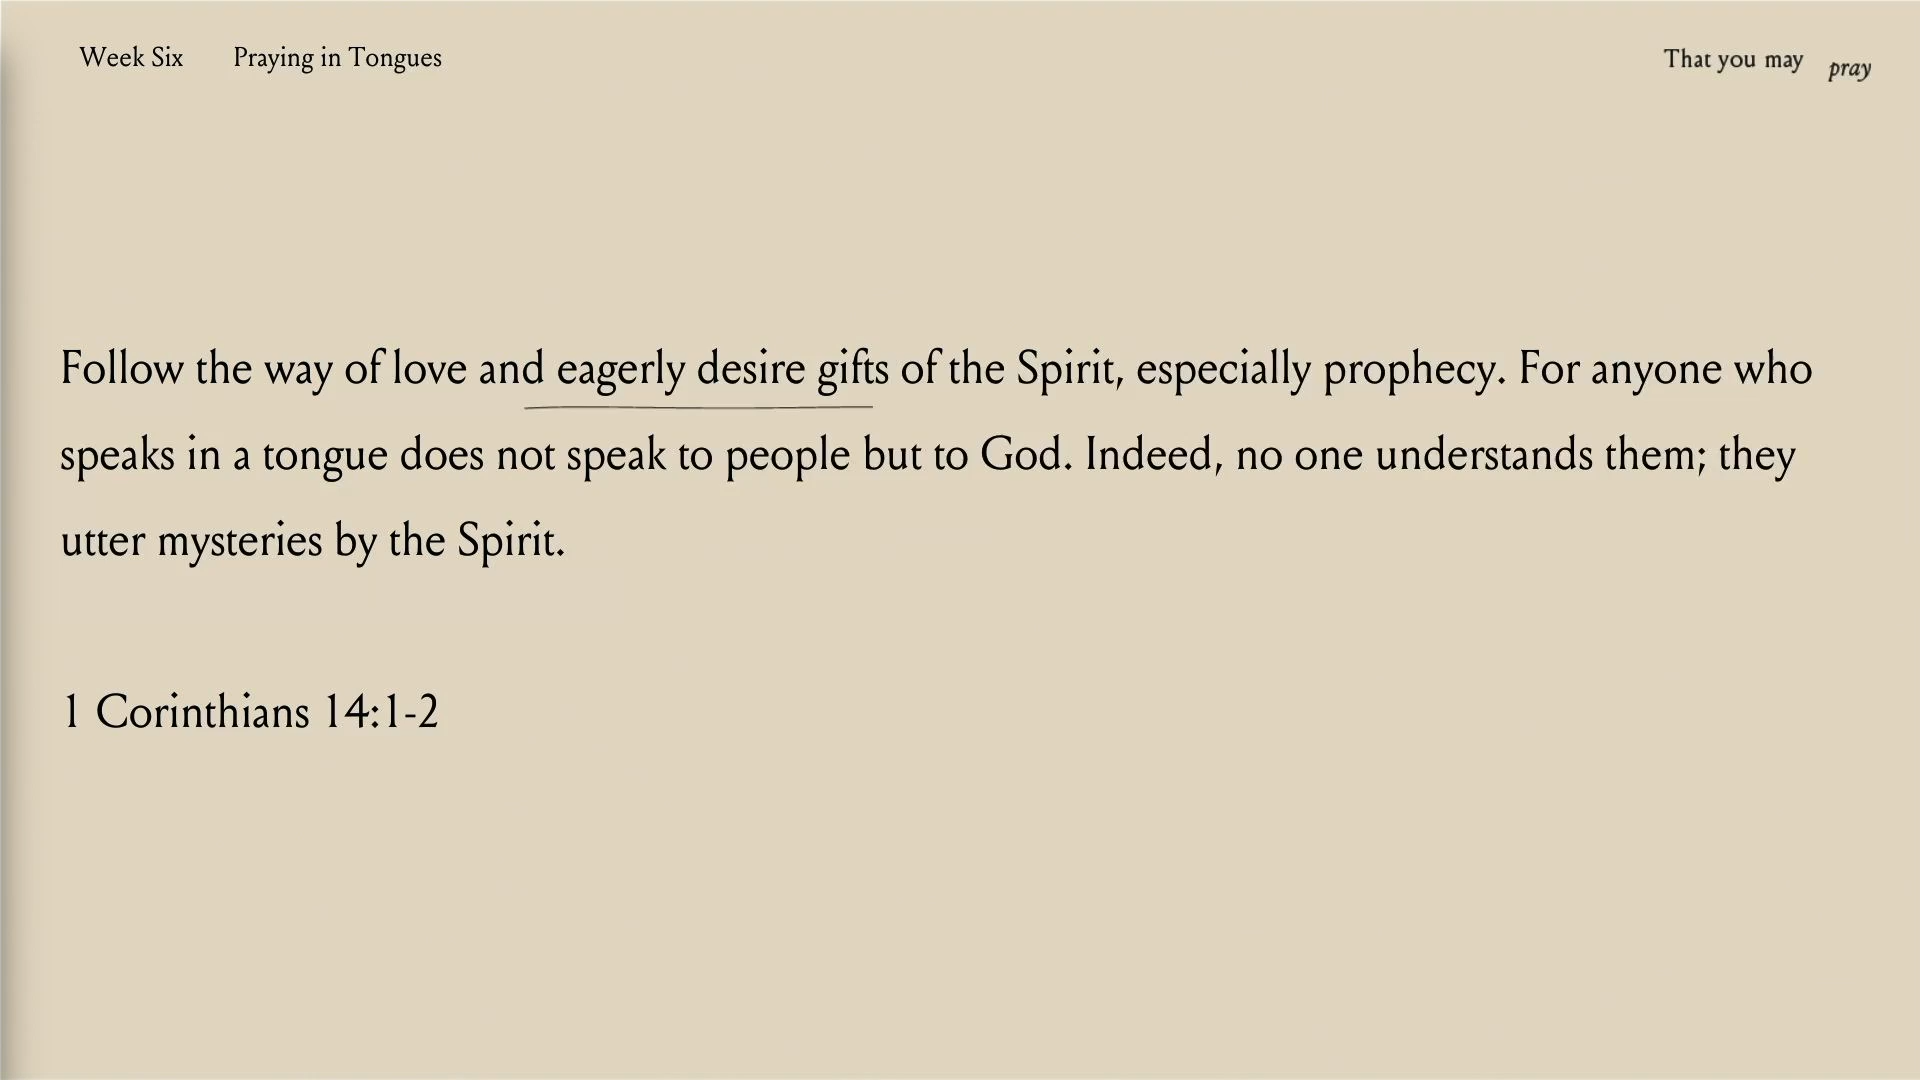 Week Six Praying in Tongues
That you may pray
Follow the way of love and eagerly desire gifts of the Spirit, especially prophecy. For anyone who
speaks in a tongue does not speak to people but to God. Indeed, no one understands them; they
utter mysteries by the Spirit.
1 Corinthians 14:1-2